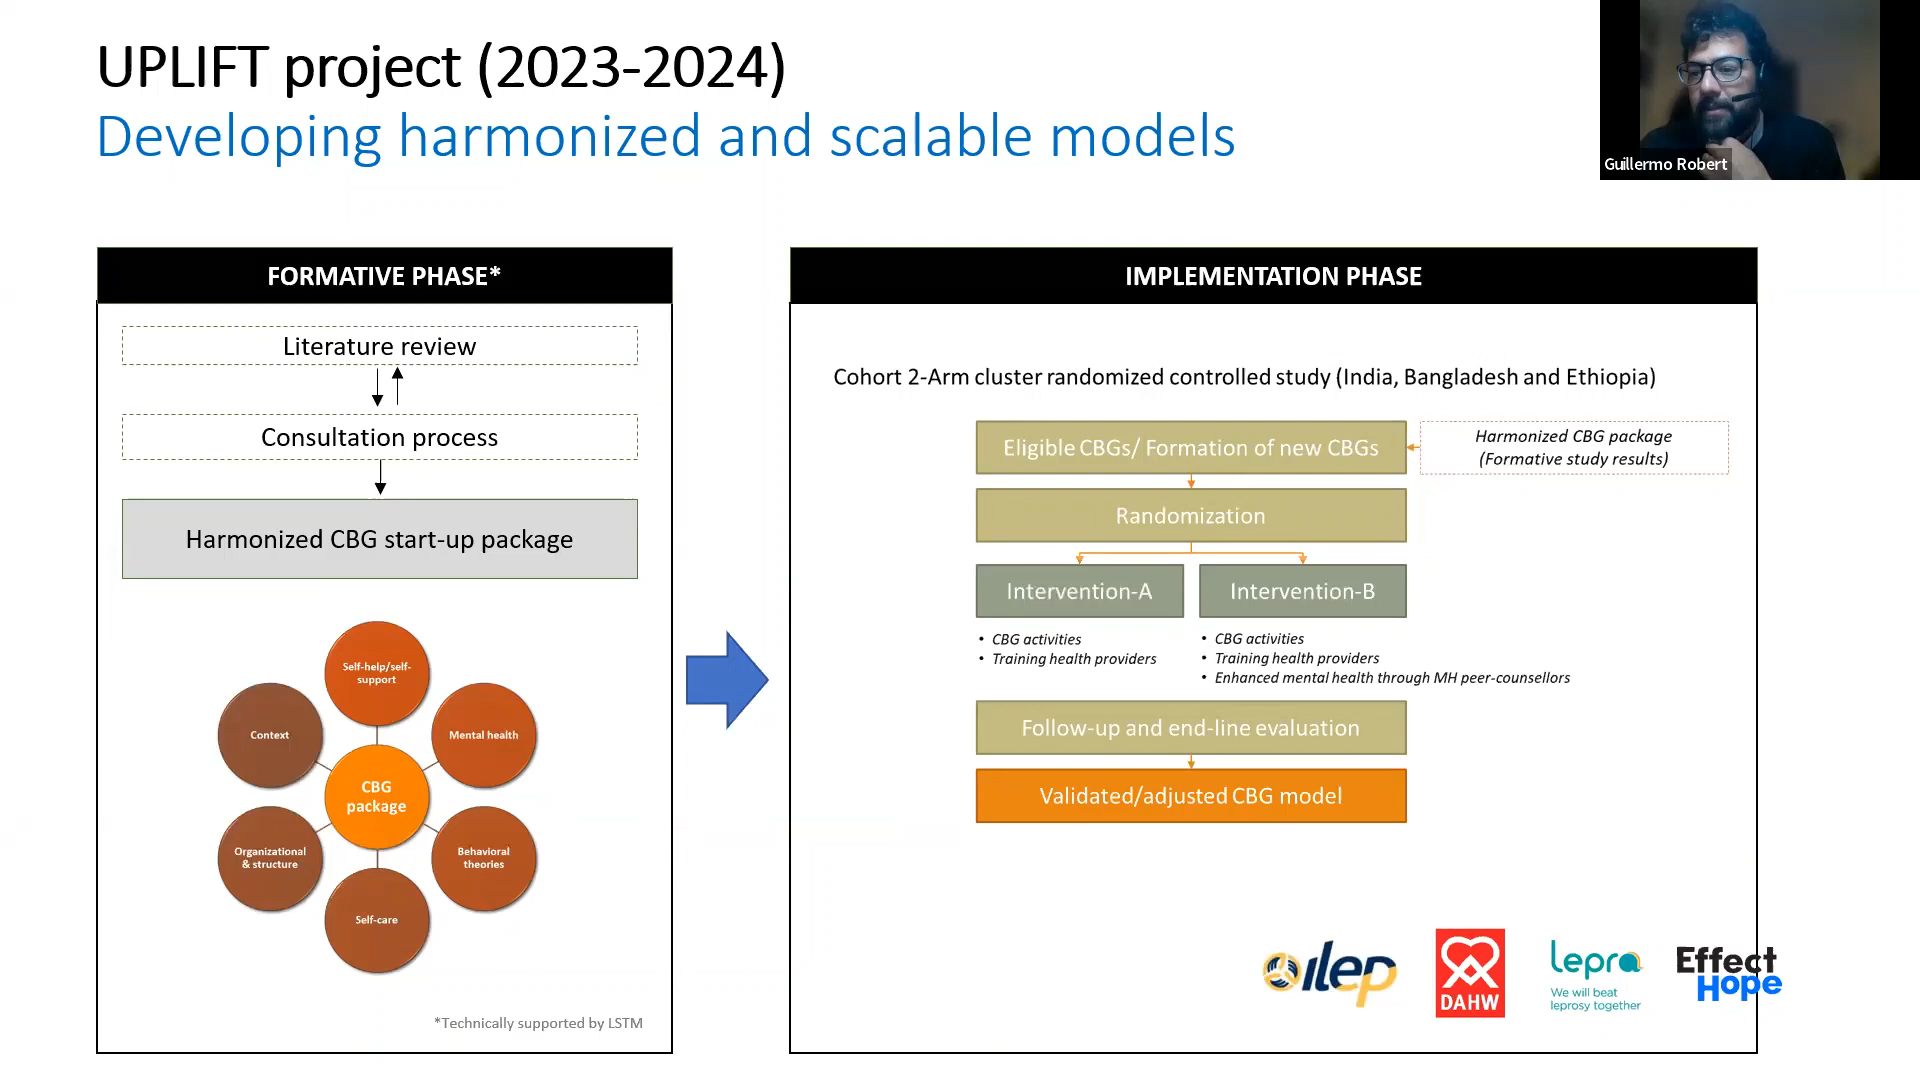 UPLIFT project (2023-2024)
Developing harmonized and scalable models
Guillermo Robert
FORMATIVE PHASE*
Literature review
Consultation process
Harmonized CBG start-up package
Self-help/self-
support
Context
Mental health
CBG
package
Organizational
& structure
Behavioral
theories
Self-care
*Technically supported by LSTM
IMPLEMENTATION PHASE
Cohort 2-Arm cluster randomized controlled study (India, Bangladesh and Ethiopia)
Eligible CBGs/ Formation of new CBGs
Harmonized CBG package
(Formative study results)
Randomization
Intervention-A
Intervention-B
• CBG activities
• Training health providers
• CBG activities
• Training health providers
• Enhanced mental health through MH peer-counsellors
Follow-up and end-line evaluation
Validated/adjusted CBG model
ilep
DAHW
lepra
We will beat
leprosy together
Effect
Hope